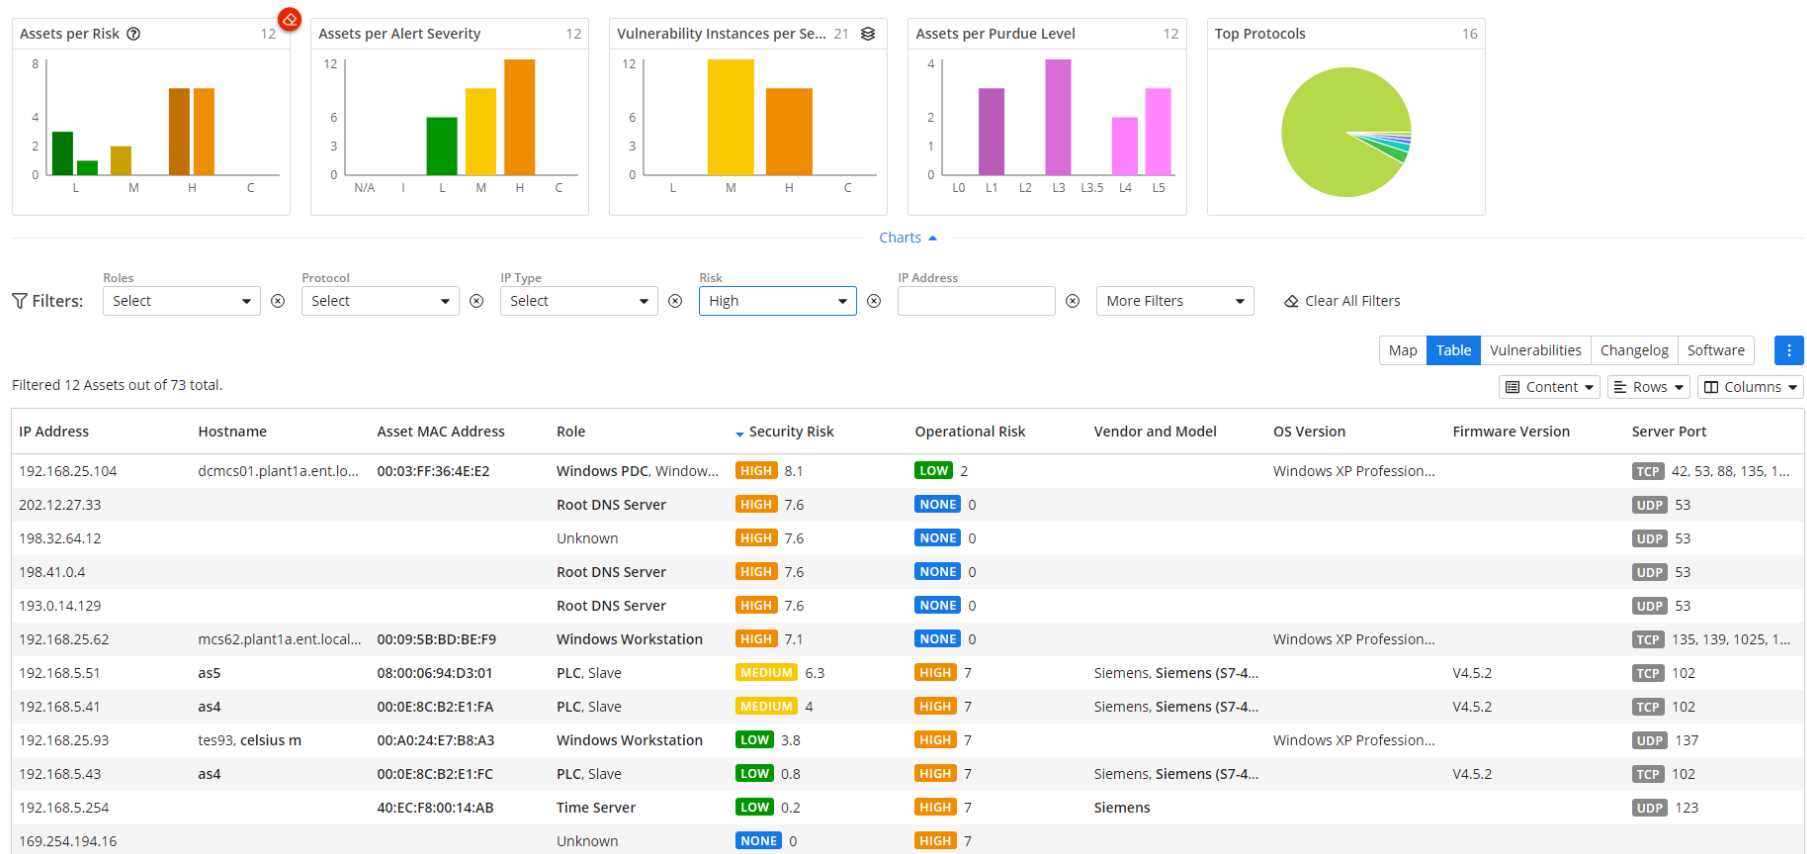 Assets per Risk 12
8
4
2
0
L M H C
Assets per Alert Severity 12
12
6
3
0
N/A I L M H C
Vulnerability Instances per Se... 21
12
6
3
0
L M H C
Assets per Purdue Level 12
4
2
1
0
L0 L1 L2 L3 L3.5 L4 L5
Top Protocols 16
Charts
Filters:
Roles
Select
Protocol
Select
IP Type
Select
Risk
High
IP Address
More Filters
Clear All Filters
Map Table Vulnerabilities Changelog Software
Filtered 12 Assets out of 73 total.
Content Rows Columns
IP Address Hostname Asset MAC Address Role Security Risk Operational Risk Vendor and Model OS Version Firmware Version Server Port
192.168.25.104 dcmcs01.plant1a.ent.lo... 00:03:FF:36:4E:E2 Windows PDC, Window... HIGH 8.1 LOW 2 Windows XP Profession... TCP 42, 53, 88, 135, 1...
202.12.27.33 Root DNS Server HIGH 7.6 NONE 0 UDP 53
198.32.64.12 Unknown HIGH 7.6 NONE 0 UDP 53
198.41.0.4 Root DNS Server HIGH 7.6 NONE 0 UDP 53
193.0.14.129 Root DNS Server HIGH 7.6 NONE 0 UDP 53
192.168.25.62 mcs62.plant1a.ent.local... 00:09:5B:BD:BE:F9 Windows Workstation HIGH 7.1 NONE 0 Windows XP Profession... TCP 135, 139, 1025, 1...
192.168.5.51 as5 08:00:06:94:D3:01 PLC, Slave MEDIUM 6.3 HIGH 7 Siemens, Siemens (S7-4... V4.5.2 TCP 102
192.168.5.41 as4 00:0E:8C:B2:E1:FA PLC, Slave MEDIUM 4 HIGH 7 Siemens, Siemens (S7-4... V4.5.2 TCP 102
192.168.25.93 tes93, celsius m 00:A0:24:E7:B8:A3 Windows Workstation LOW 3.8 HIGH 7 Windows XP Profession... UDP 137
192.168.5.43 as4 00:0E:8C:B2:E1:FC PLC, Slave LOW 0.8 HIGH 7 Siemens, Siemens (S7-4... V4.5.2 TCP 102
192.168.5.254 40:EC:F8:00:14:AB Time Server LOW 0.2 HIGH 7 Siemens UDP 123
169.254.194.16 Unknown NONE 0 HIGH 7